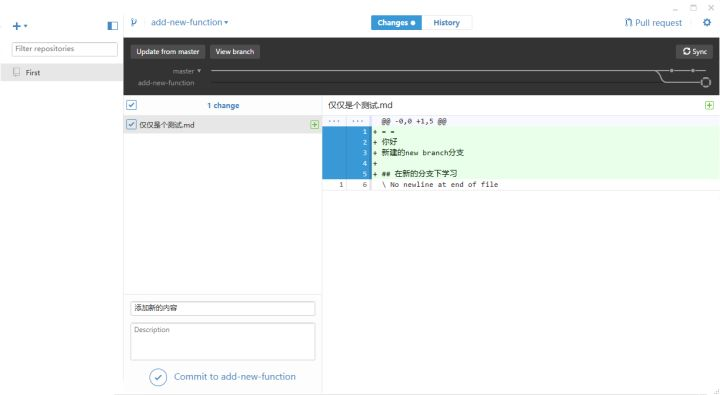 add-new-function
Changes
History
Pull request
Filter repositories
Update from master
View branch
Sync
First
master
add-new-function
1 change
仅仅是个测试.md
仅仅是个测试.md
... ... @@ -0,0 +1,5 @@
1 + = =
2 + 你好
3 + 新建的new branch分支
4 +
5 + ## 在新的分支下学习
1 6 \ No newline at end of file
添加新的内容
Description
Commit to add-new-function